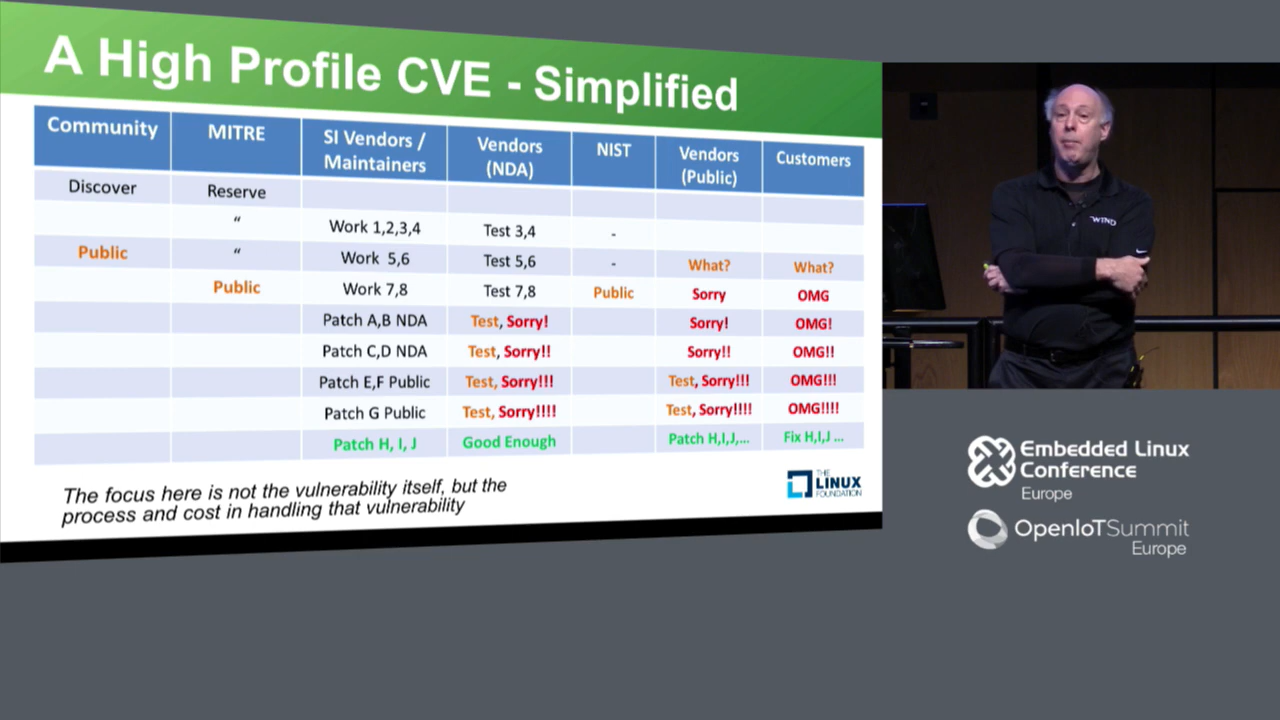 A High Profile CVE - Simplified
Community MITRE SI Vendors / Maintainers Vendors (NDA) NIST Vendors (Public) Customers
Discover Reserve
“ Work 1,2,3,4 Test 3,4 -
Public “ Work 5,6 Test 5,6 - What? What?
Public Work 7,8 Test 7,8 Public Sorry OMG
Patch A,B NDA Test, Sorry! Sorry! OMG!
Patch C,D NDA Test, Sorry!! Sorry!! OMG!!
Patch E,F Public Test, Sorry!!! Test, Sorry!!! OMG!!!
Patch G Public Test, Sorry!!!! Test, Sorry!!!! OMG!!!!
Patch H, I, J Good Enough Patch H,I,J,... Fix H,I,J ...
The focus here is not the vulnerability itself, but the
process and cost in handling that vulnerability
THE
LINUX
FOUNDATION
WIND
Embedded Linux
Conference
Europe
OpenIoTSummit
Europe